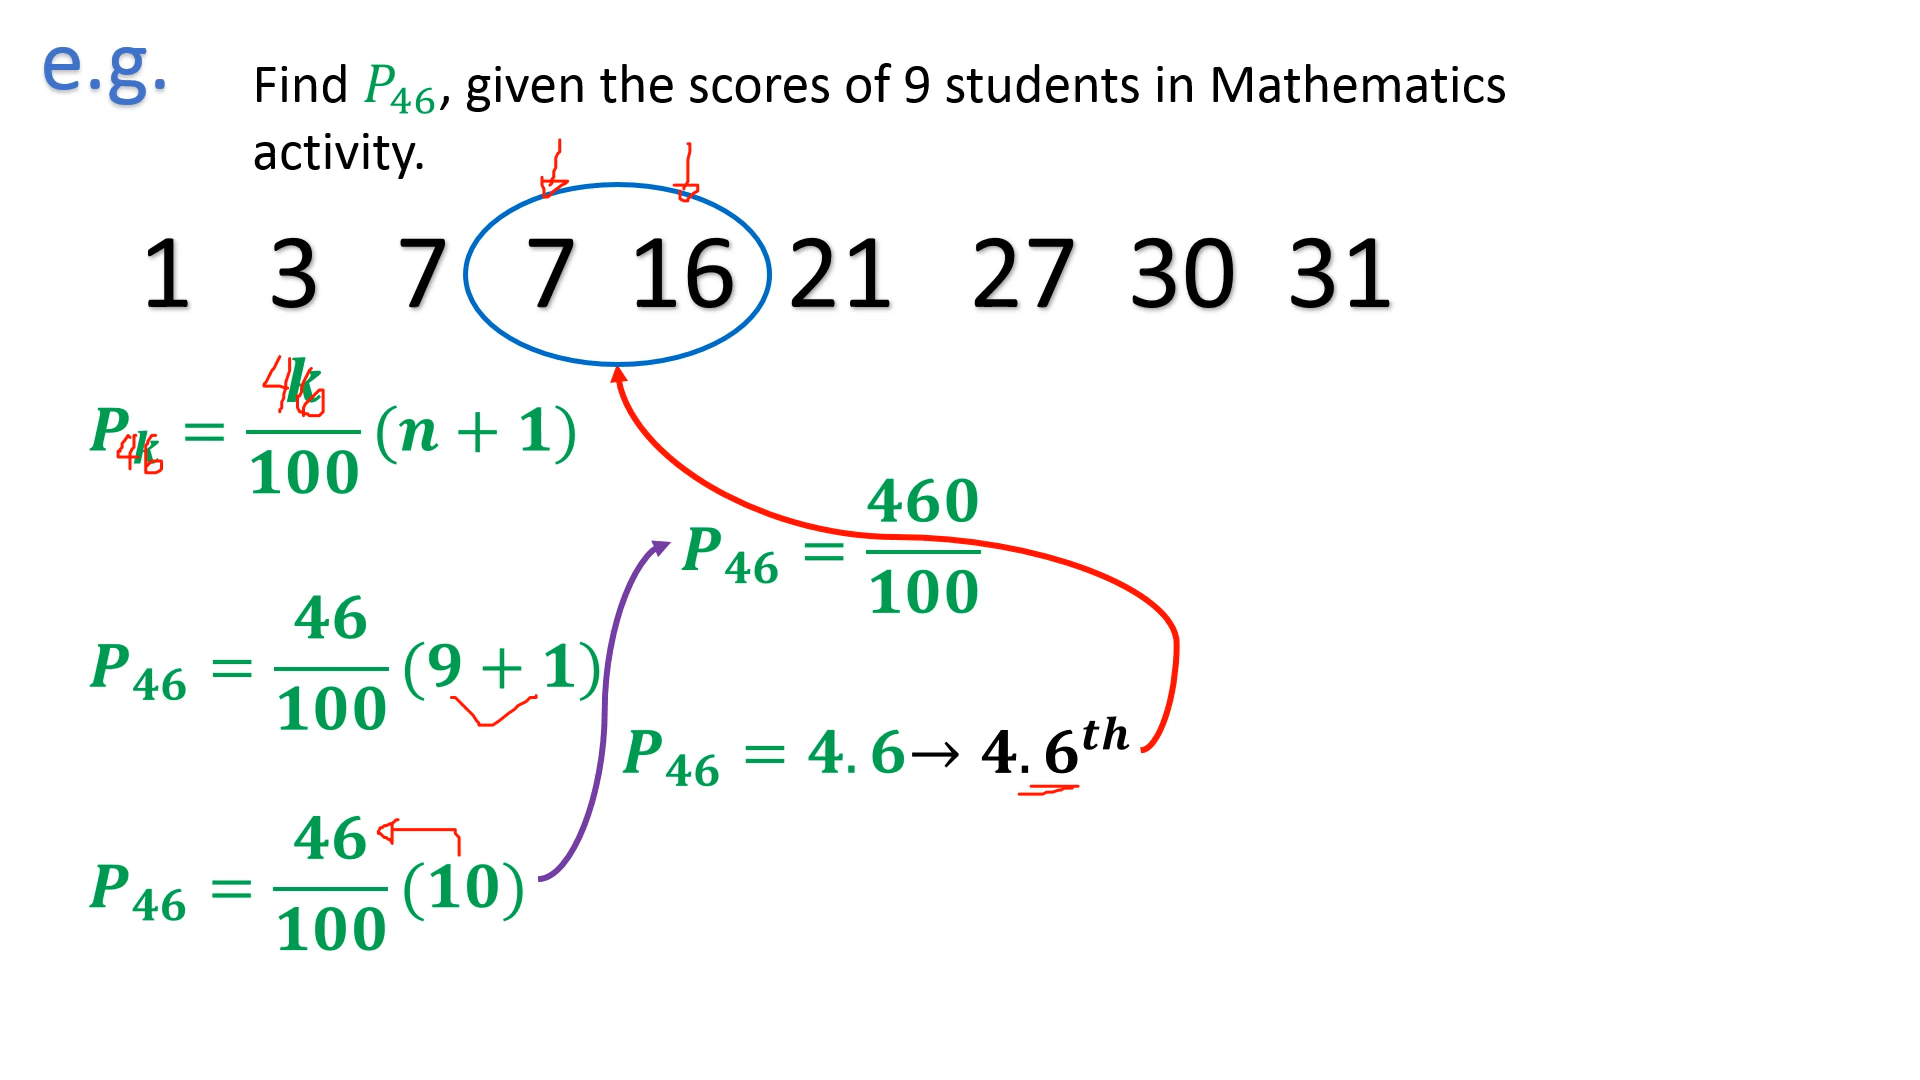 e.g.
Find P₄₆, given the scores of 9 students in Mathematics
activity.
1 3 7 7 16 21 27 30 31
Pₖ = k/100 (n + 1)
46
46
P₄₆ = 46/100 (9 + 1)
P₄₆ = 46/100 (10)
P₄₆ = 460/100
P₄₆ = 4.6 → 4.6ᵗʰ